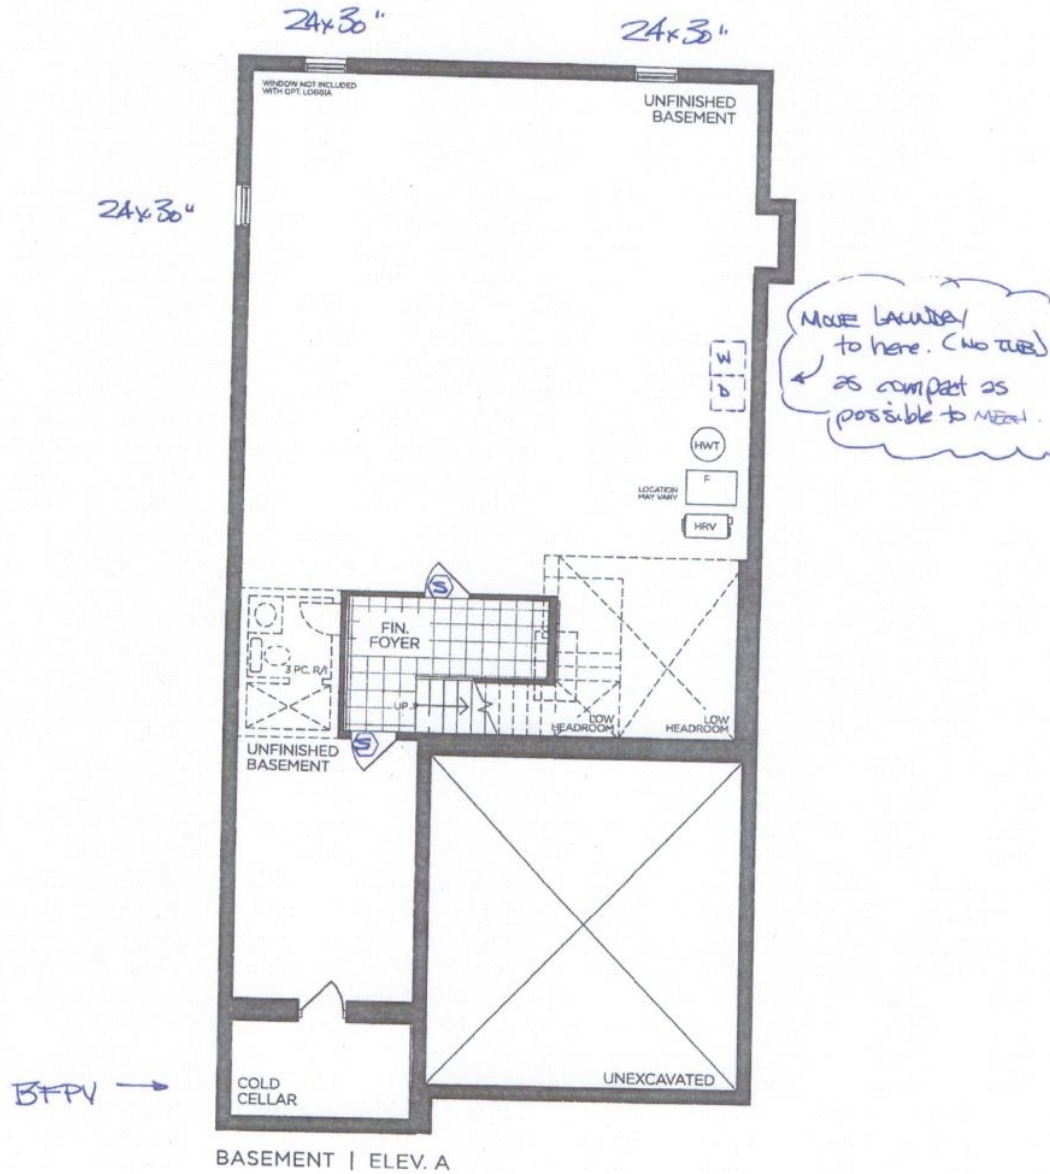 24x30"
24x30"
WINDOW NOT INCLUDED
WITH OPT. LOGGIA
UNFINISHED
BASEMENT
24x30"
MOVE LAUNDRY
to here. (NO TUB)
as compact as
possible to MECH.
W
D
HWT
F
LOCATION
MAY VARY
HRV
S
FIN.
FOYER
3 PC. R/I
UP
LOW
HEADROOM
LOW
HEADROOM
S
UNFINISHED
BASEMENT
COLD
CELLAR
UNEXCAVATED
BFPV
BASEMENT | ELEV. A